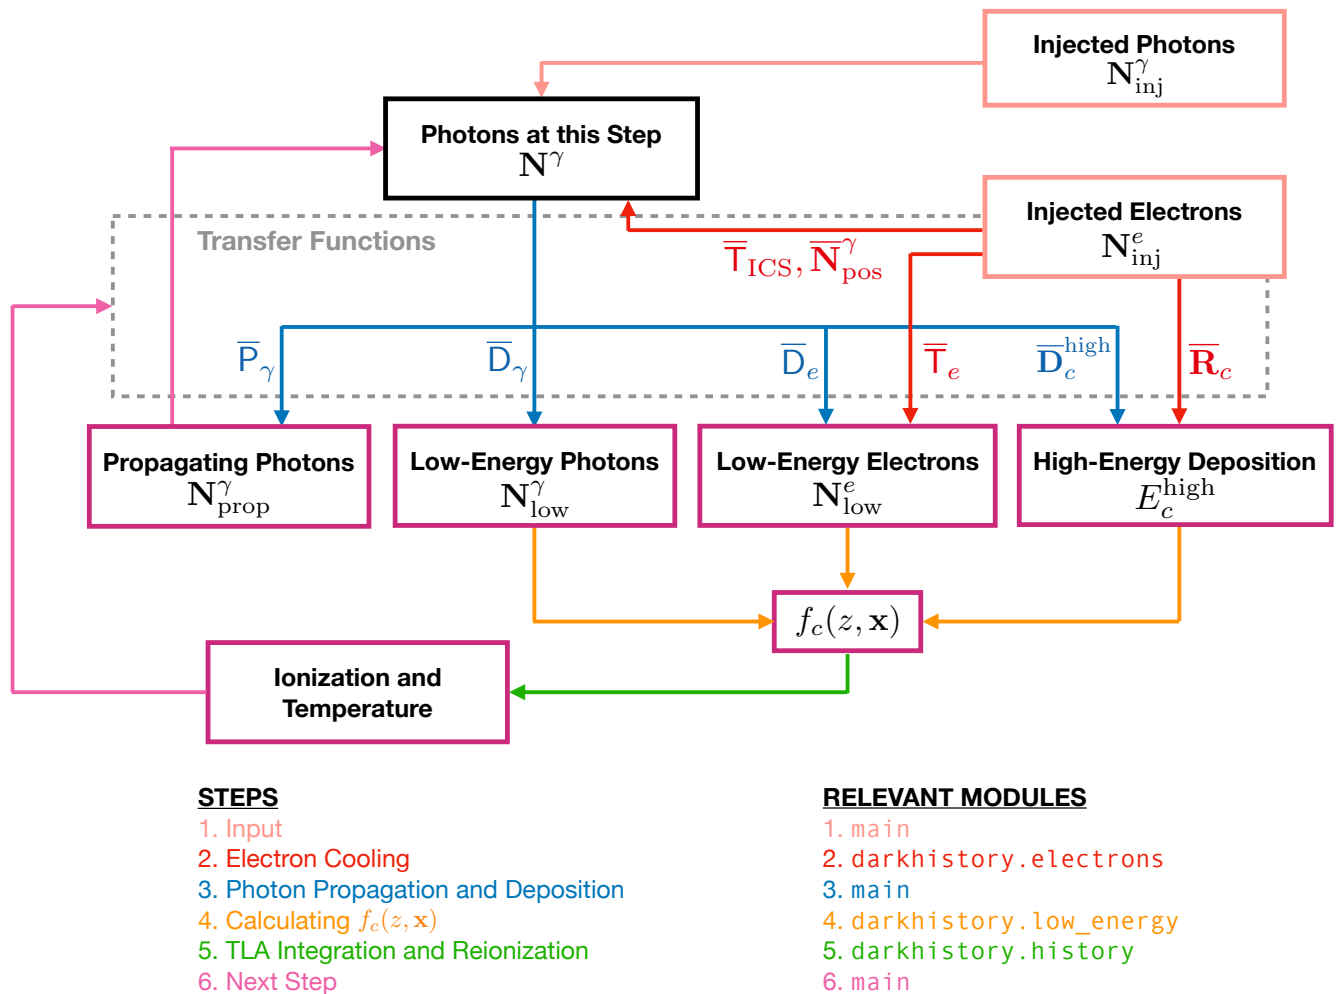 Injected Photons
N^γ_inj
Photons at this Step
N^γ
Injected Electrons
N^e_inj
Transfer Functions
T̅_ICS, N̅^γ_pos
P̅_γ
D̅_γ
D̅_e
T̅_e
D̅_c^high
R̅_c
Propagating Photons
N^γ_prop
Low-Energy Photons
N^γ_low
Low-Energy Electrons
N^e_low
High-Energy Deposition
E_c^high
f_c(z, x)
Ionization and
Temperature
STEPS
1. Input
2. Electron Cooling
3. Photon Propagation and Deposition
4. Calculating f_c(z, x)
5. TLA Integration and Reionization
6. Next Step
RELEVANT MODULES
1. main
2. darkhistory.electrons
3. main
4. darkhistory.low_energy
5. darkhistory.history
6. main